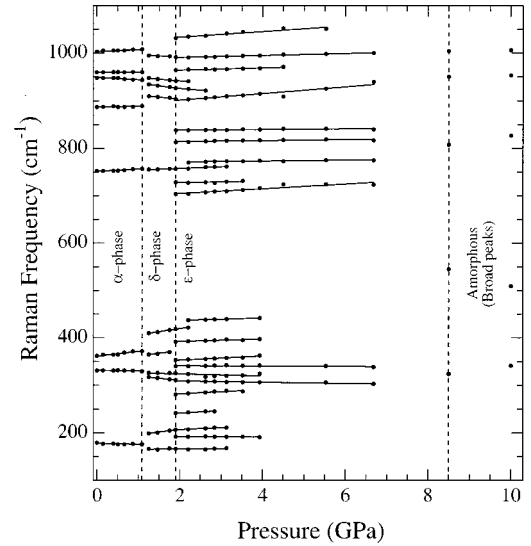 1000
800
600
400
200
Raman Frequency (cm⁻¹)
α−phase
δ−phase
ε−phase
Amorphous
(Broad peaks)
0
2
4
6
8
10
Pressure (GPa)